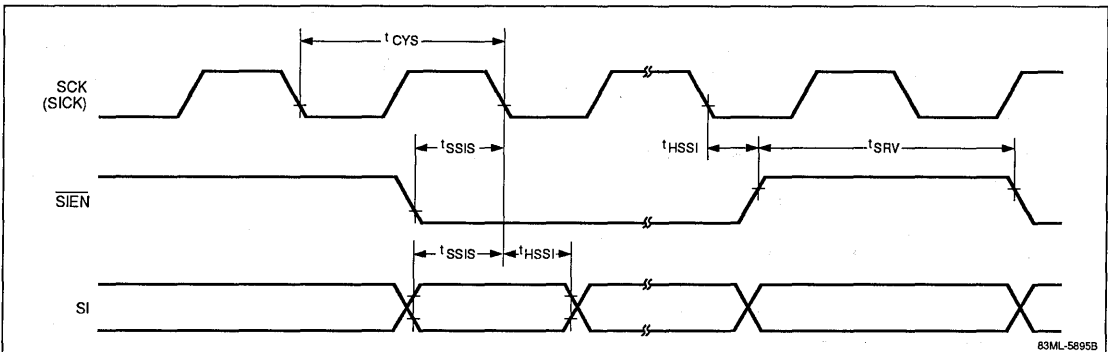 tCYS
SCK
(SICK)
tSSIS
tHSSI
tSRV
SIEN
tSSIS
tHSSI
SI
83ML-5895B